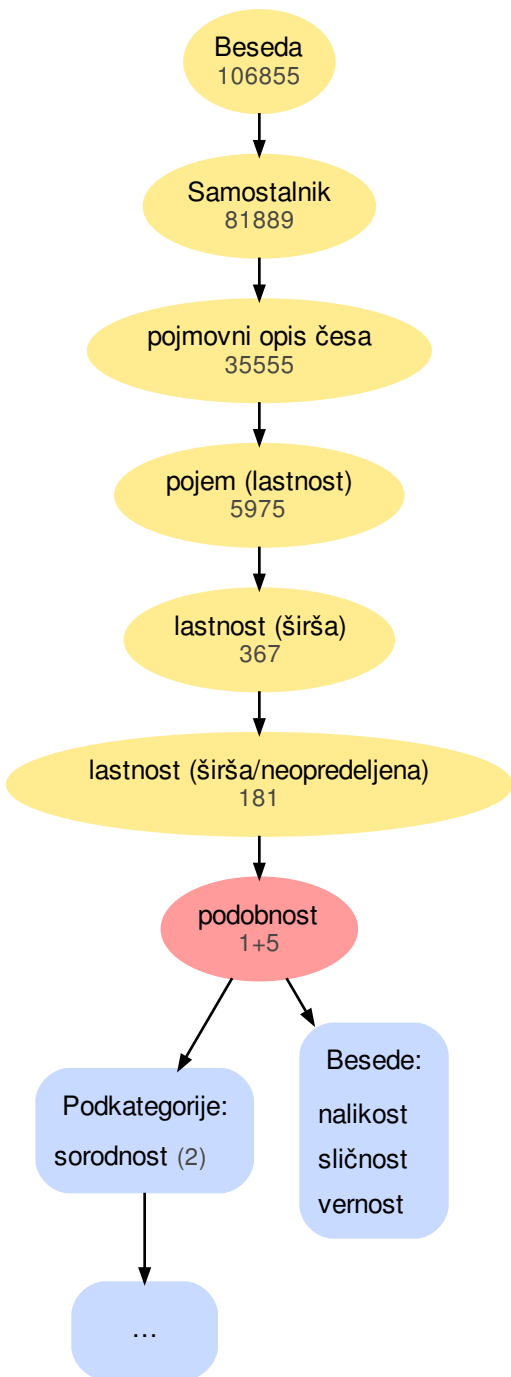 Beseda
106855
Samostalnik
81889
pojmovni opis česa
35555
pojem (lastnost)
5975
lastnost (širša)
367
lastnost (širša/neopredeljena)
181
podobnost
1+5
Podkategorije:
sorodnost (2)
...
Besede:
nalikost
sličnost
vernost